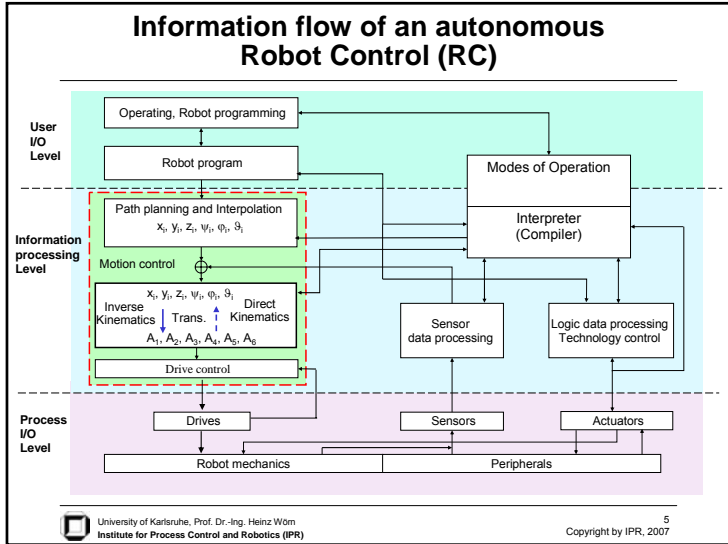 Information flow of an autonomous
Robot Control (RC)
User
I/O
Level
Operating, Robot programming
Robot program
Modes of Operation
Information
processing
Level
Path planning and Interpolation
xᵢ, yᵢ, zᵢ, ψᵢ, φᵢ, ϑᵢ
Interpreter
(Compiler)
Motion control
xᵢ, yᵢ, zᵢ, ψᵢ, φᵢ, ϑᵢ
Inverse
Kinematics
Trans.
Direct
Kinematics
A₁, A₂, A₃, A₄, A₅, A₆
Sensor
data processing
Logic data processing
Technology control
Drive control
Process
I/O
Level
Drives
Sensors
Actuators
Robot mechanics
Peripherals
University of Karlsruhe, Prof. Dr.-Ing. Heinz Wörn
Institute for Process Control and Robotics (IPR)
5
Copyright by IPR, 2007